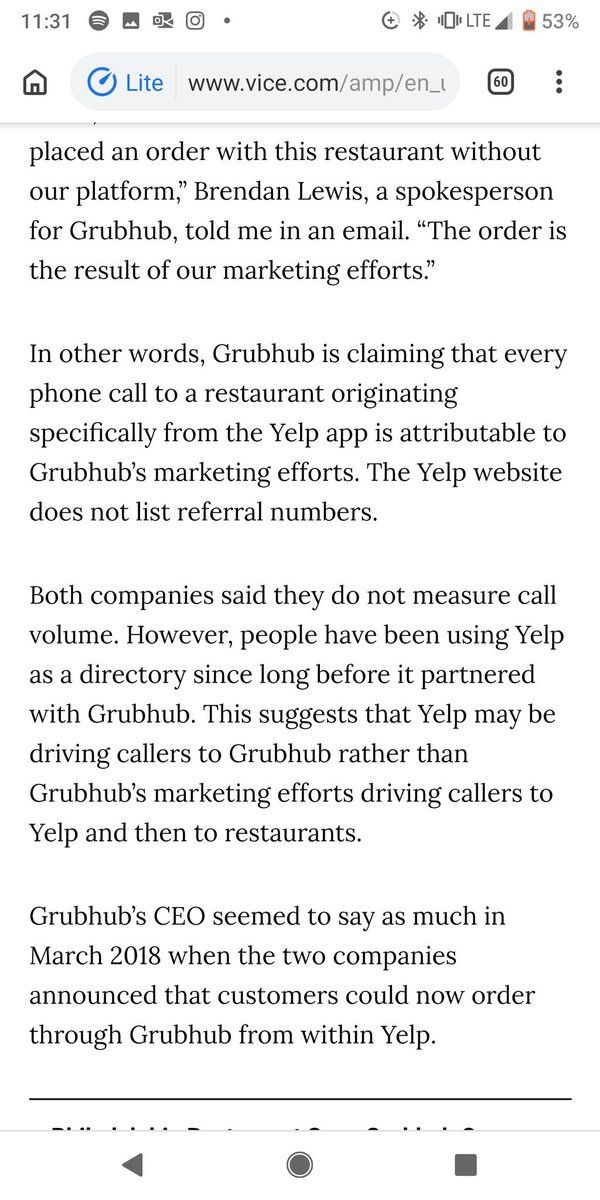 11:31
LTE
53%
Lite
www.vice.com/amp/en_u
60
placed an order with this restaurant without
our platform,” Brendan Lewis, a spokesperson
for Grubhub, told me in an email. “The order is
the result of our marketing efforts.”
In other words, Grubhub is claiming that every
phone call to a restaurant originating
specifically from the Yelp app is attributable to
Grubhub’s marketing efforts. The Yelp website
does not list referral numbers.
Both companies said they do not measure call
volume. However, people have been using Yelp
as a directory since long before it partnered
with Grubhub. This suggests that Yelp may be
driving callers to Grubhub rather than
Grubhub’s marketing efforts driving callers to
Yelp and then to restaurants.
Grubhub’s CEO seemed to say as much in
March 2018 when the two companies
announced that customers could now order
through Grubhub from within Yelp.